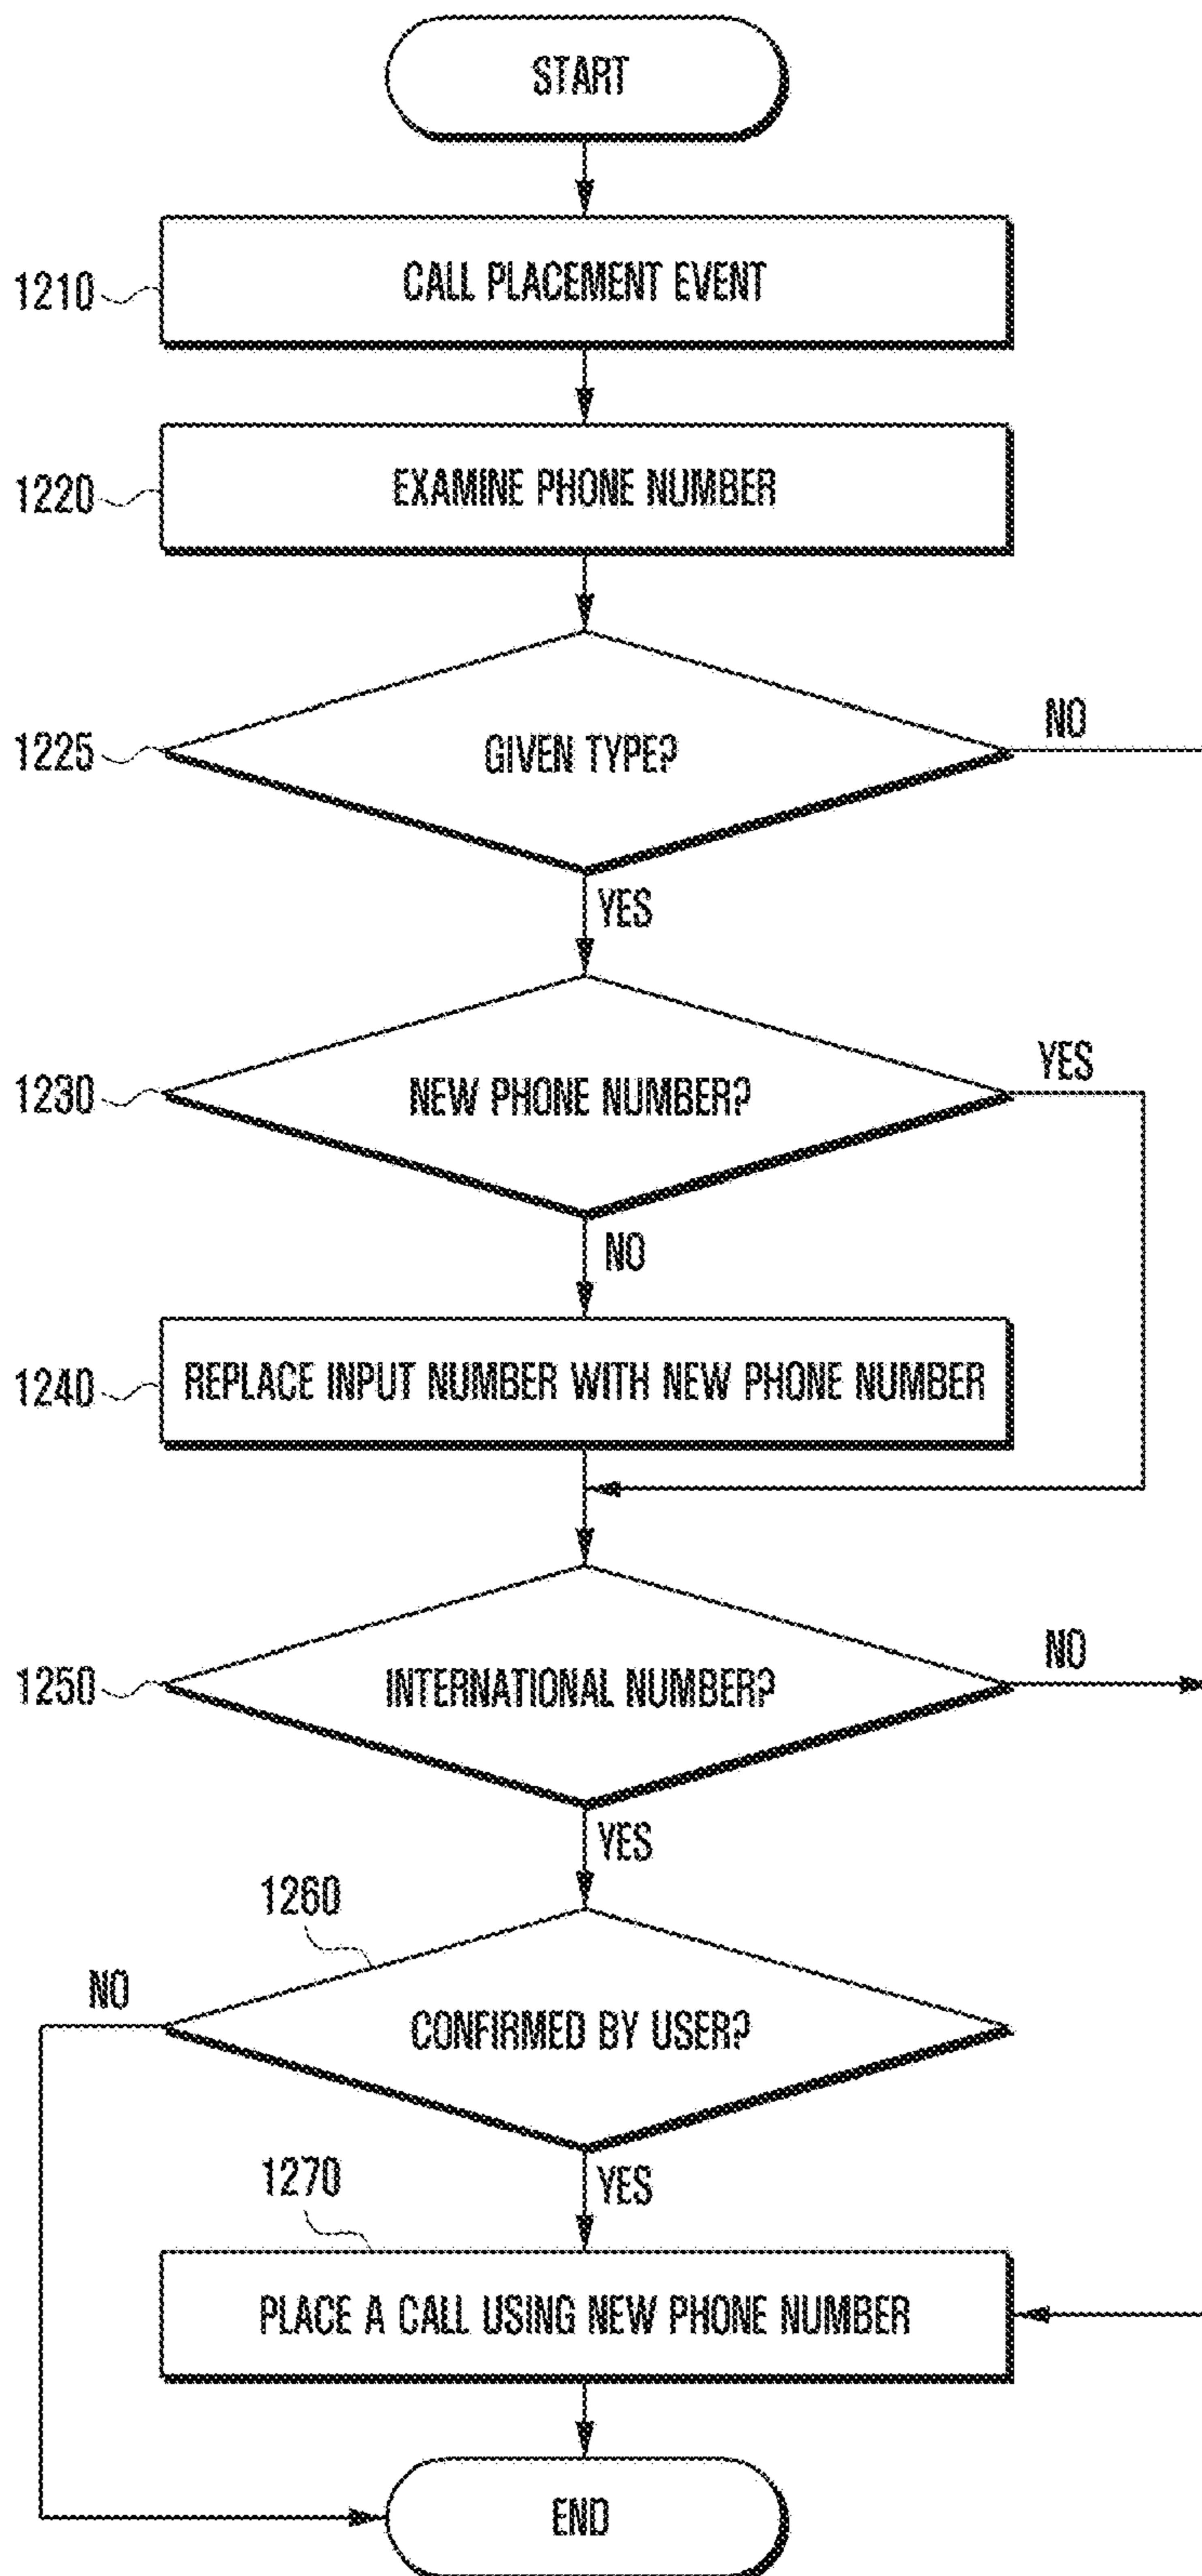 START
1210
CALL PLACEMENT EVENT
1220
EXAMINE PHONE NUMBER
1225
GIVEN TYPE?
NO
YES
1230
NEW PHONE NUMBER?
YES
NO
1240
REPLACE INPUT NUMBER WITH NEW PHONE NUMBER
1250
INTERNATIONAL NUMBER?
NO
YES
1260
NO
CONFIRMED BY USER?
YES
1270
PLACE A CALL USING NEW PHONE NUMBER
END